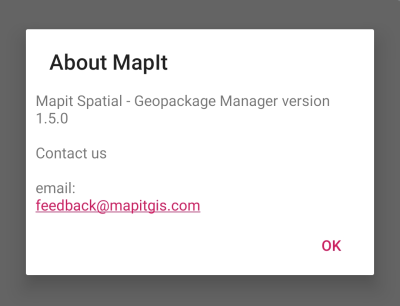 About MapIt
Mapit Spatial - Geopackage Manager version
1.5.0
Contact us
email:
feedback@mapitgis.com
OK